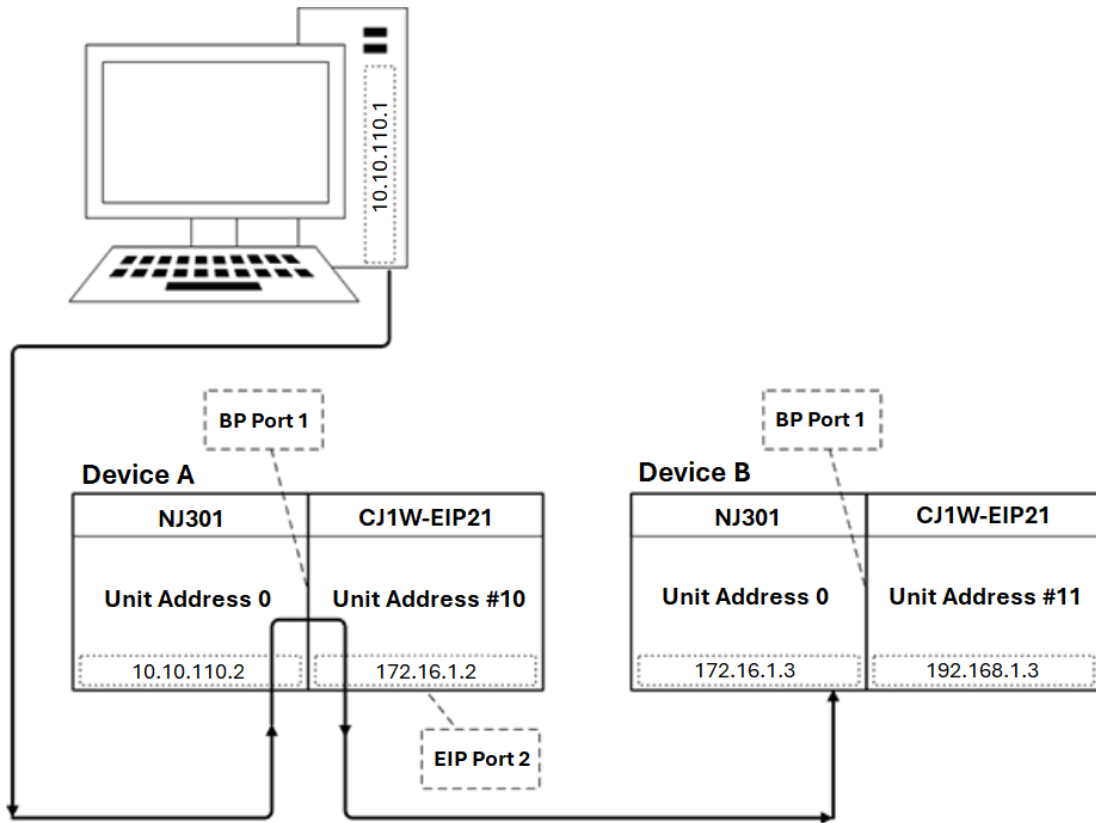 10.10.110.1
BP Port 1
BP Port 1
Device A
Device B
NJ301
CJ1W-EIP21
NJ301
CJ1W-EIP21
Unit Address 0
Unit Address #10
Unit Address 0
Unit Address #11
10.10.110.2
172.16.1.2
172.16.1.3
192.168.1.3
EIP Port 2